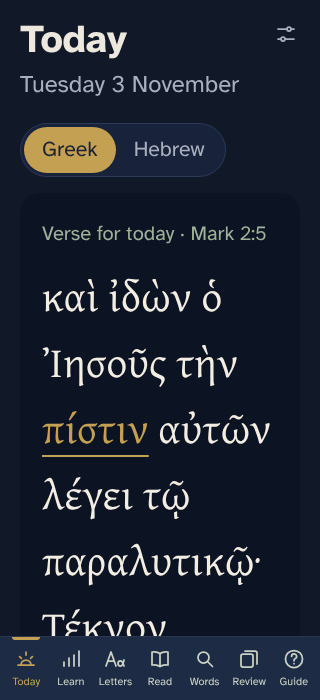 Today
Tuesday 3 November
Greek Hebrew
Verse for today · Mark 2:5
καὶ ἰδὼν ὁ
Ἰησοῦς τὴν
πίστιν αὐτῶν
λέγει τῷ
παραλυτικῷ·
Τέκνον
Today Learn Letters Read Words Review Guide